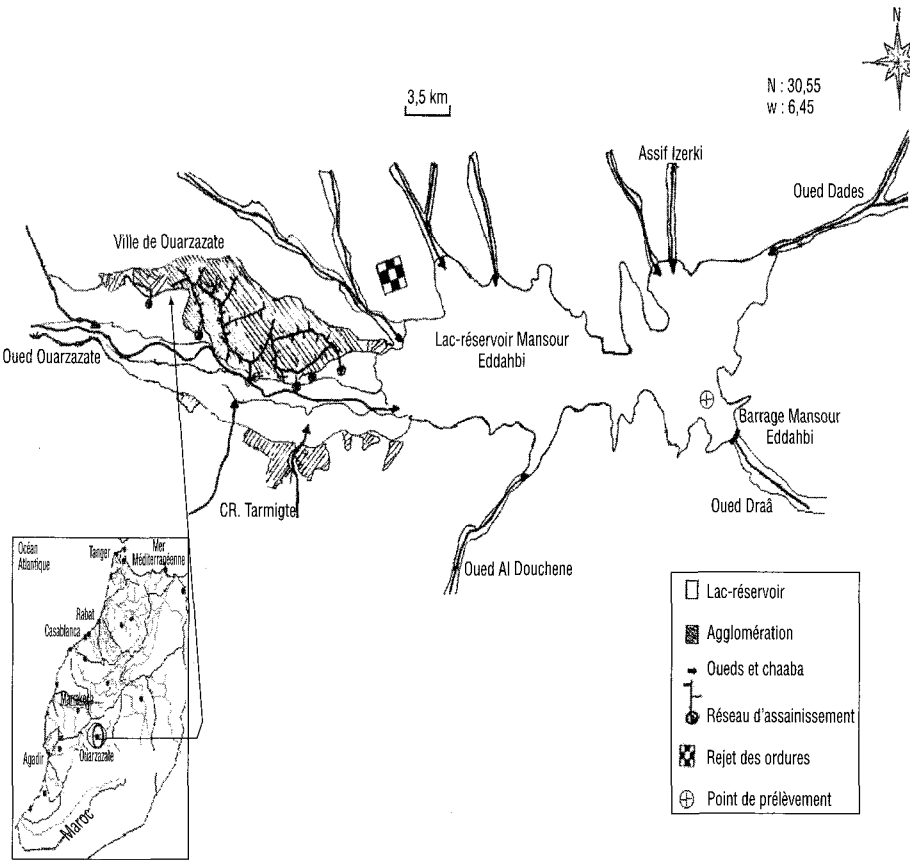 N
N : 30,55
w : 6,45
3,5 km
Assif Izerki
Oued Dades
Ville de Ouarzazate
Oued Ouarzazate
Lac-réservoir Mansour
Eddahbi
Barrage Mansour
Eddahbi
Oued Draâ
CR. Tarmigte
Oued Al Douchene
Océan
Atlantique
Tanger
Mer
Méditerranéenne
Rabat
Casablanca
Marrakech
Ouarzazate
Agadir
Maroc
Lac-réservoir
Agglomération
Oueds et chaaba
Réseau d'assainissement
Rejet des ordures
Point de prélèvement